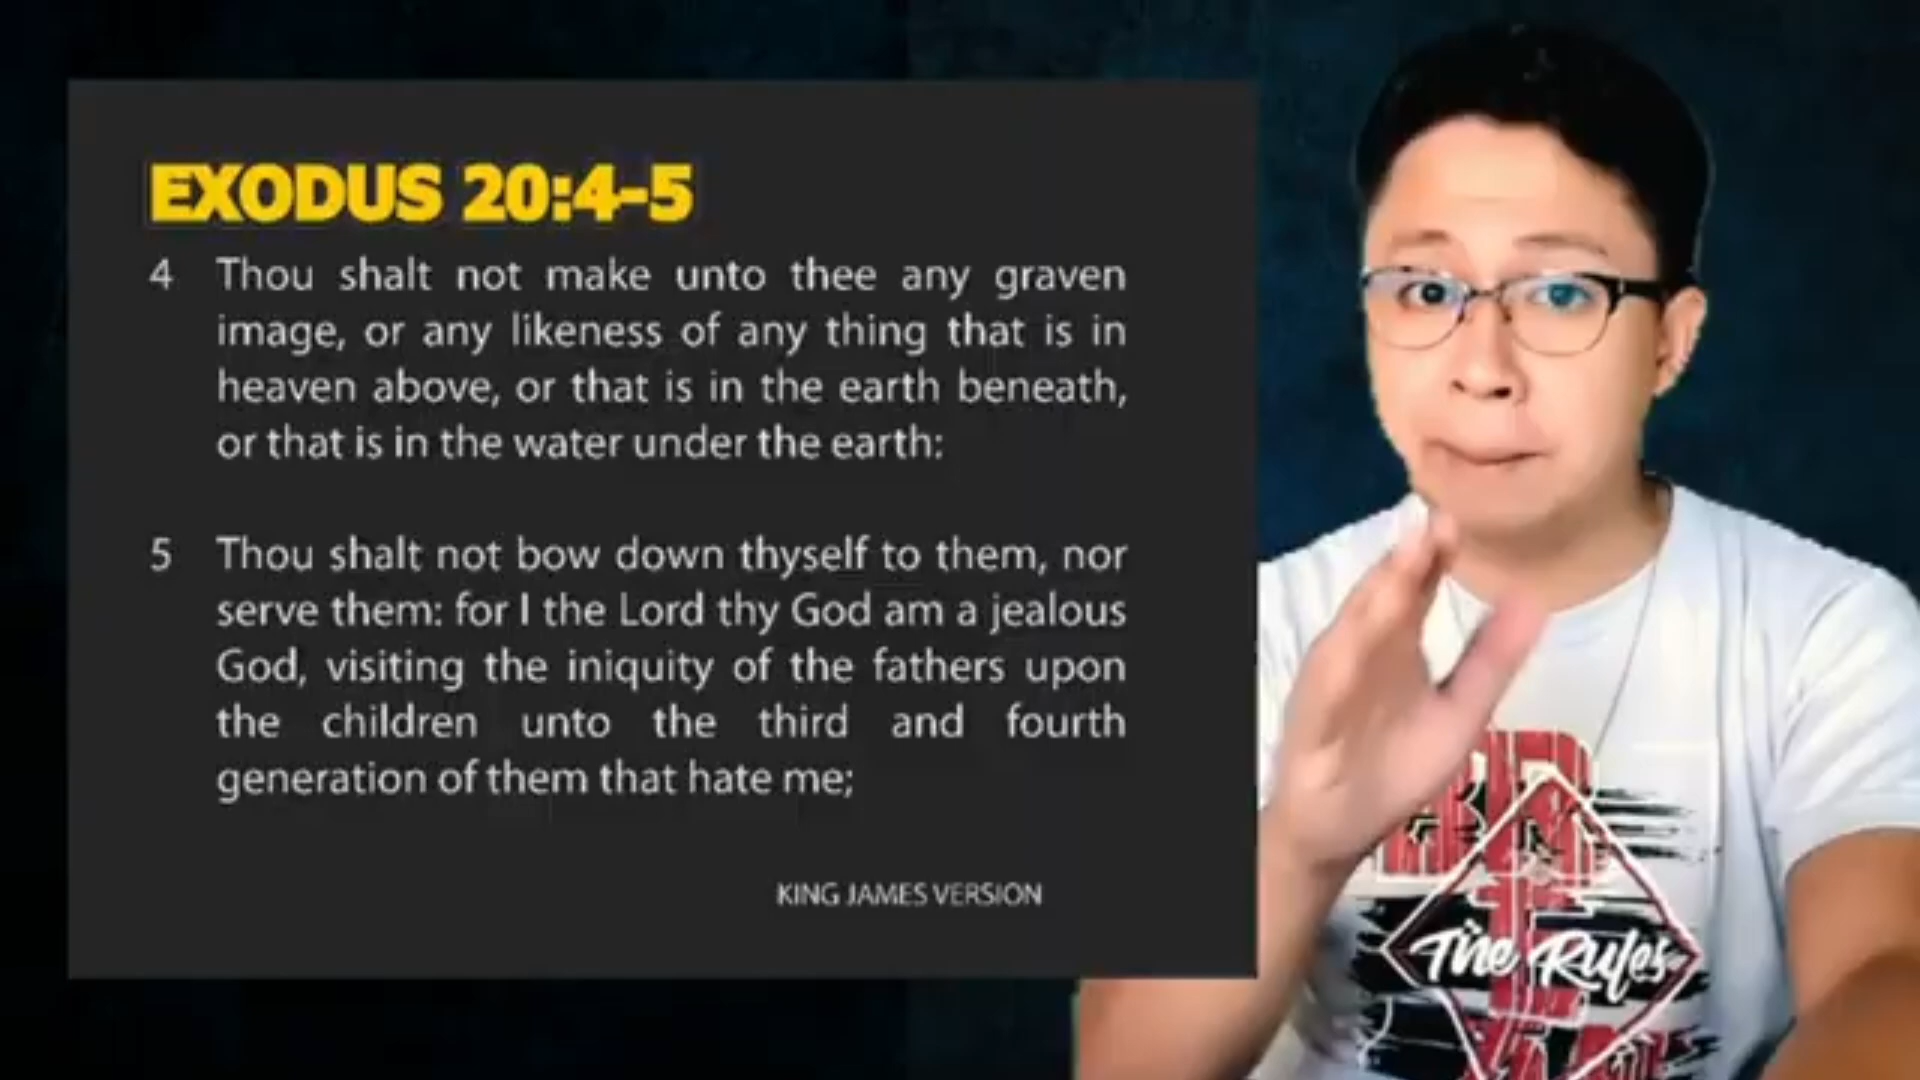 EXODUS 20:4-5
4 Thou shalt not make unto thee any graven
image, or any likeness of any thing that is in
heaven above, or that is in the earth beneath,
or that is in the water under the earth:
5 Thou shalt not bow down thyself to them, nor
serve them: for I the Lord thy God am a jealous
God, visiting the iniquity of the fathers upon
the children unto the third and fourth
generation of them that hate me;
KING JAMES VERSION
The Rules